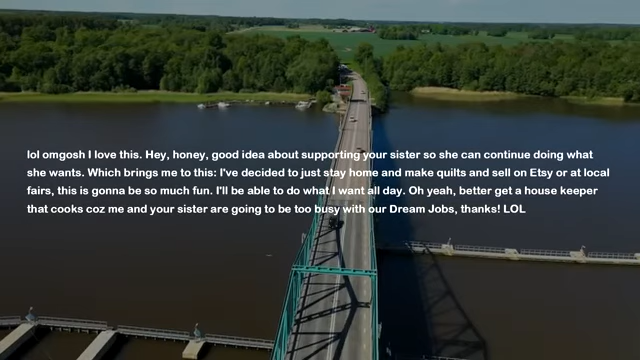 lol omgosh I love this. Hey, honey, good idea about supporting your sister so she can continue doing what
she wants. Which brings me to this: I've decided to just stay home and make quilts and sell on Etsy or at local
fairs, this is gonna be so much fun. I'll be able to do what I want all day. Oh yeah, better get a house keeper
that cooks coz me and your sister are going to be too busy with our Dream Jobs, thanks! LOL